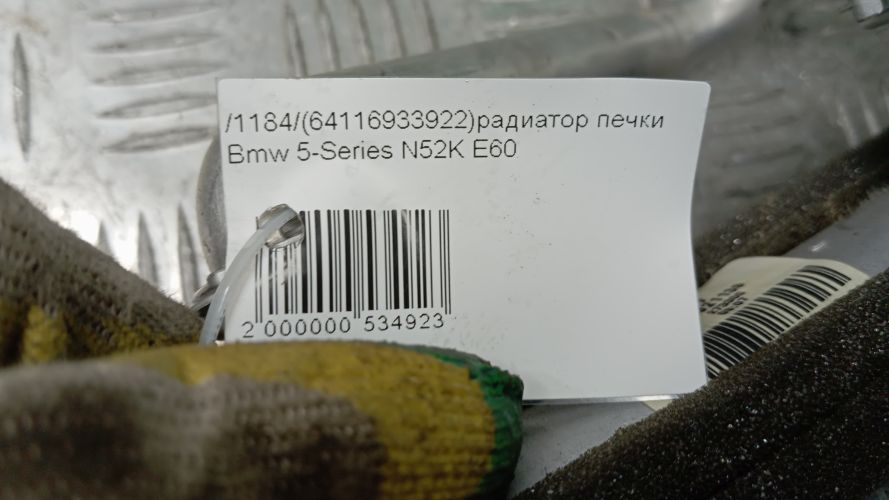 /1184/(64116933922)радиатор печки
Bmw 5-Series N52K E60
2 000000 534923